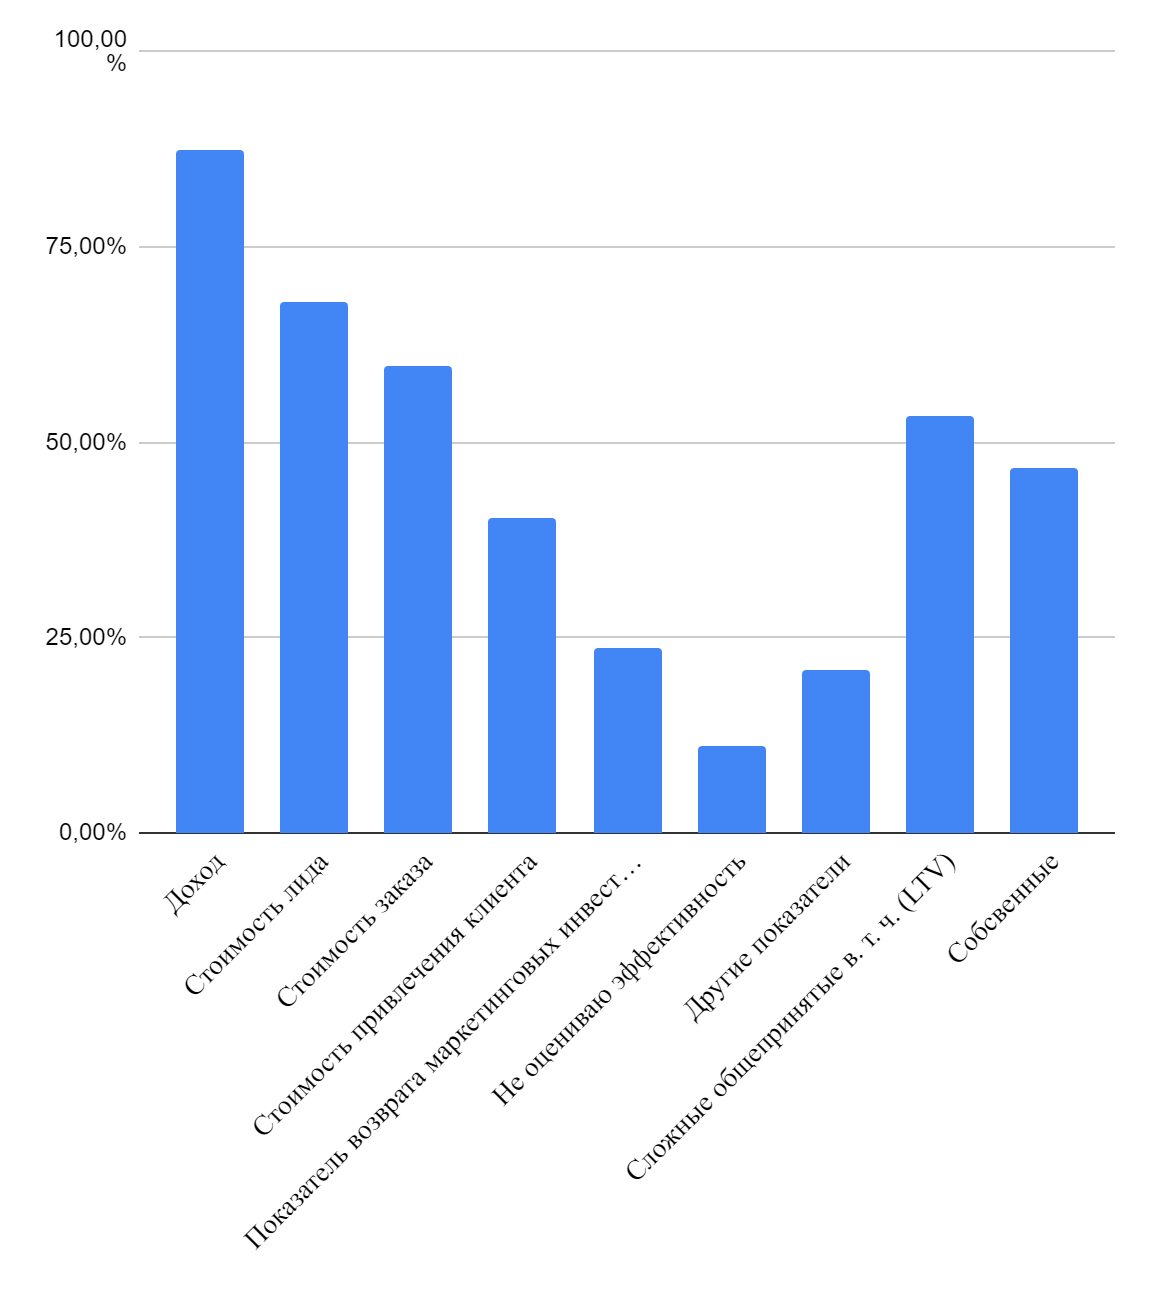 100,00
%
75,00%
50,00%
25,00%
0,00%
Доход
Стоимость лида
Стоимость заказа
Стоимость привлечения клиента
Показатель возврата маркетинговых инвест…
Не оцениваю эффективность
Другие показатели
Сложные общепринятые в. т. ч. (LTV)
Собсвенные